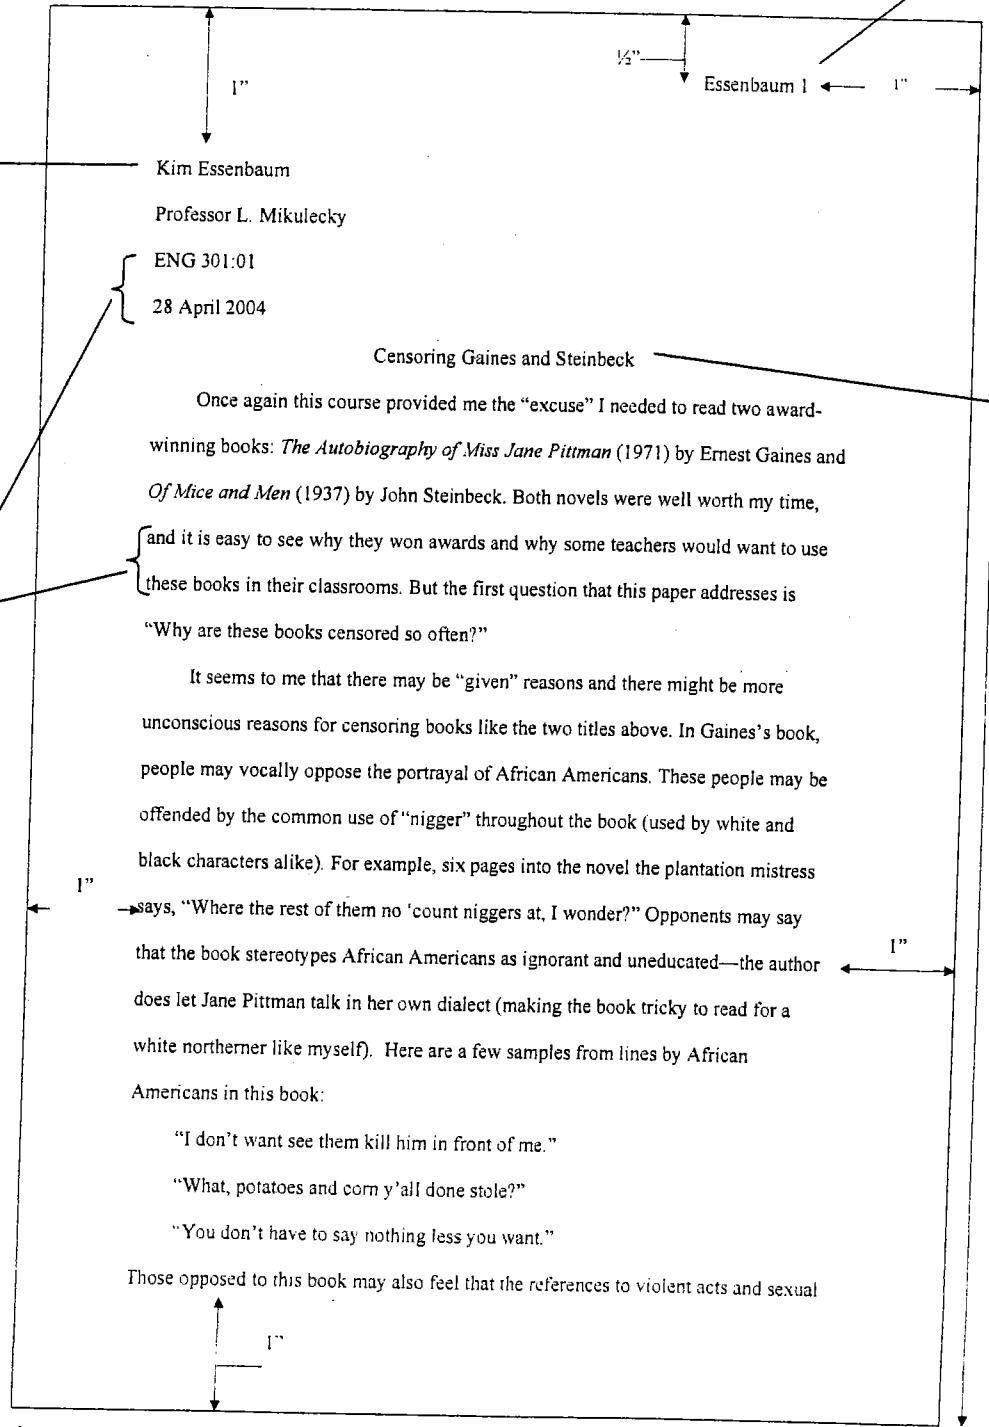 ½”
Essenbaum 1
1”
1”
Kim Essenbaum
Professor L. Mikulecky
ENG 301:01
28 April 2004
Censoring Gaines and Steinbeck
Once again this course provided me the “excuse” I needed to read two award-
winning books: The Autobiography of Miss Jane Pittman (1971) by Ernest Gaines and
Of Mice and Men (1937) by John Steinbeck. Both novels were well worth my time,
and it is easy to see why they won awards and why some teachers would want to use
these books in their classrooms. But the first question that this paper addresses is
“Why are these books censored so often?”
It seems to me that there may be “given” reasons and there might be more
unconscious reasons for censoring books like the two titles above. In Gaines’s book,
people may vocally oppose the portrayal of African Americans. These people may be
offended by the common use of “nigger” throughout the book (used by white and
black characters alike). For example, six pages into the novel the plantation mistress
1”
says, “Where the rest of them no ‘count niggers at, I wonder?” Opponents may say
1”
that the book stereotypes African Americans as ignorant and uneducated—the author
does let Jane Pittman talk in her own dialect (making the book tricky to read for a
white northerner like myself). Here are a few samples from lines by African
Americans in this book:
“I don’t want see them kill him in front of me.”
“What, potatoes and corn y’all done stole?”
“You don’t have to say nothing less you want.”
Those opposed to this book may also feel that the references to violent acts and sexual
1”